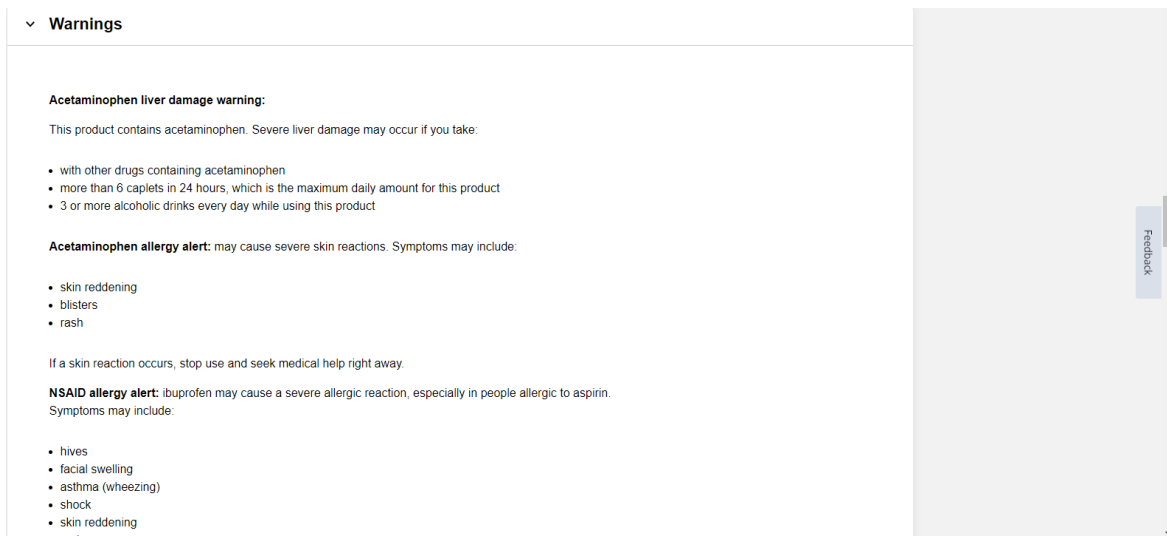 Warnings
Acetaminophen liver damage warning:
This product contains acetaminophen. Severe liver damage may occur if you take:
• with other drugs containing acetaminophen
• more than 6 caplets in 24 hours, which is the maximum daily amount for this product
• 3 or more alcoholic drinks every day while using this product
Acetaminophen allergy alert: may cause severe skin reactions. Symptoms may include:
• skin reddening
• blisters
• rash
If a skin reaction occurs, stop use and seek medical help right away.
NSAID allergy alert: ibuprofen may cause a severe allergic reaction, especially in people allergic to aspirin.
Symptoms may include:
• hives
• facial swelling
• asthma (wheezing)
• shock
• skin reddening
Feedback